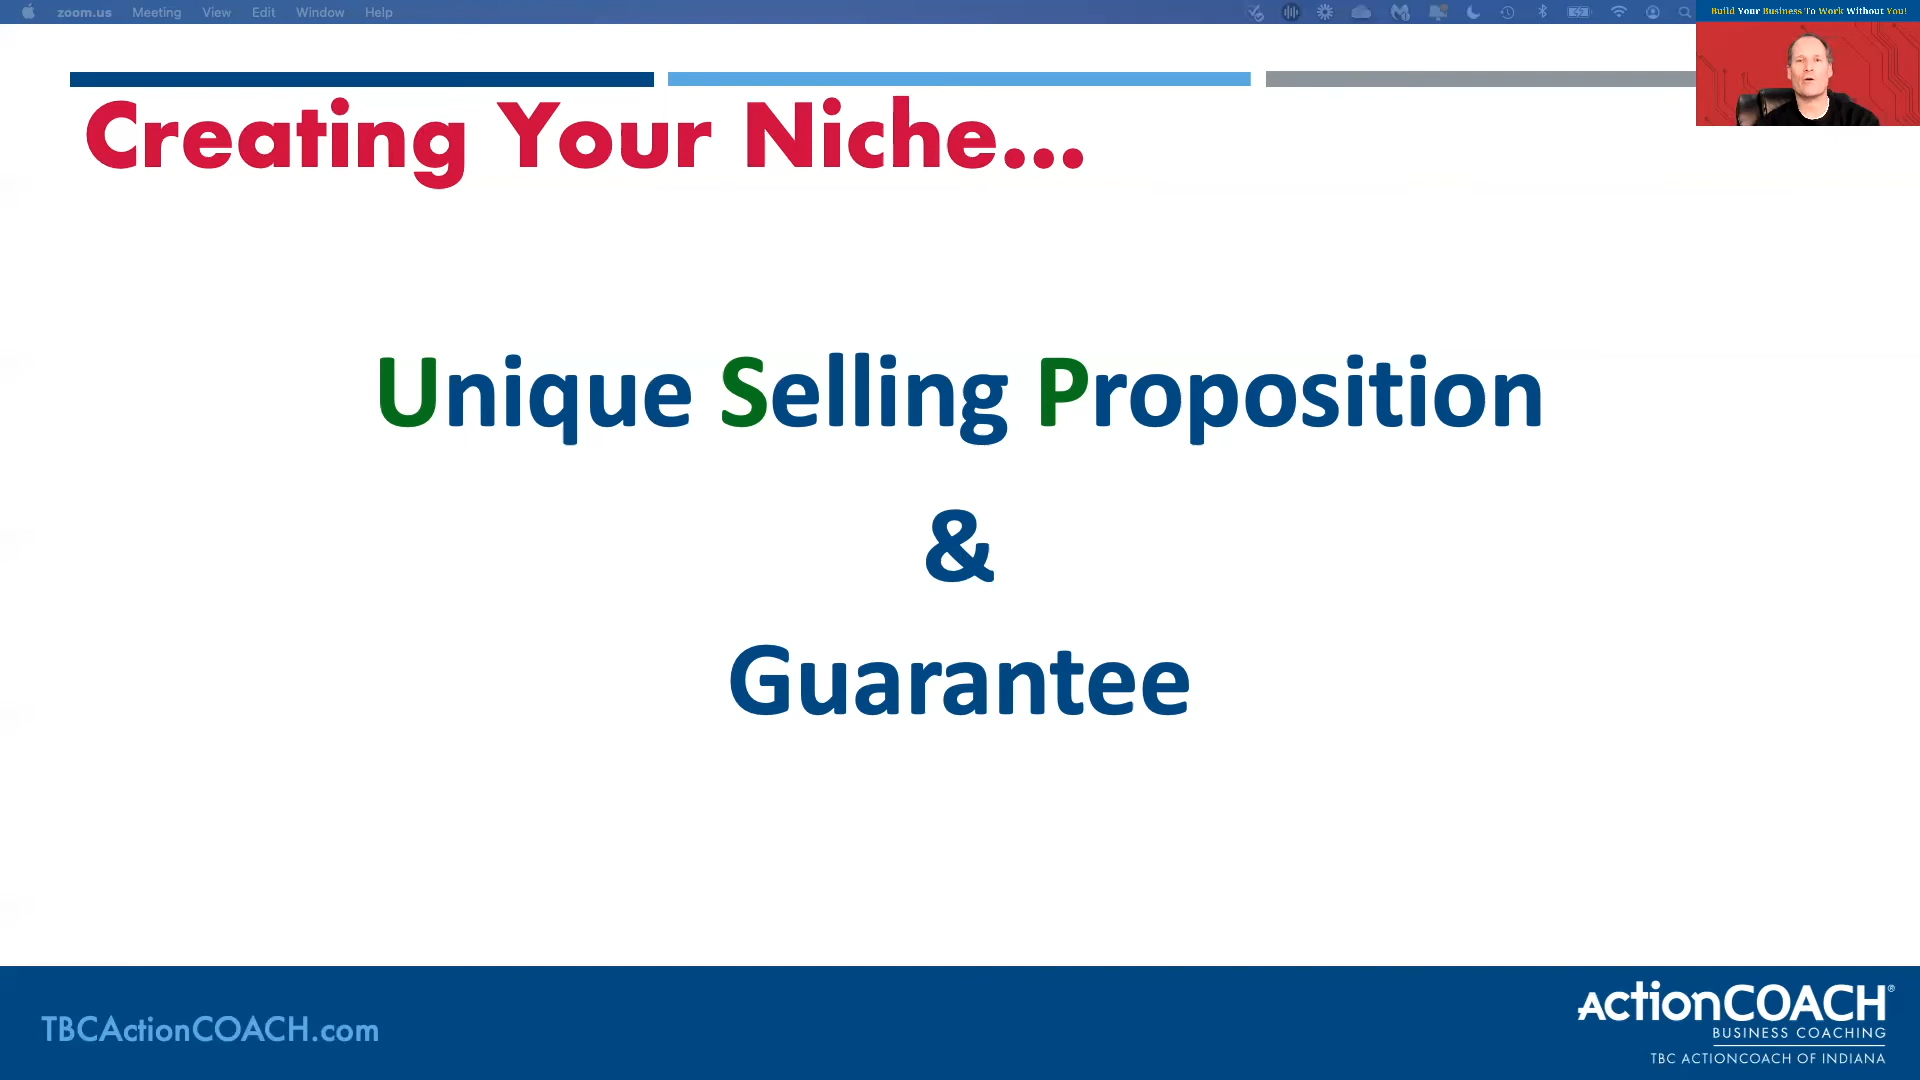 zoom.us Meeting View Edit Window Help
Build Your Business To Work Without You!
Creating Your Niche...
Unique Selling Proposition
&
Guarantee
TBCActionCOACH.com
actionCOACH®
BUSINESS COACHING
TBC ACTIONCOACH OF INDIANA